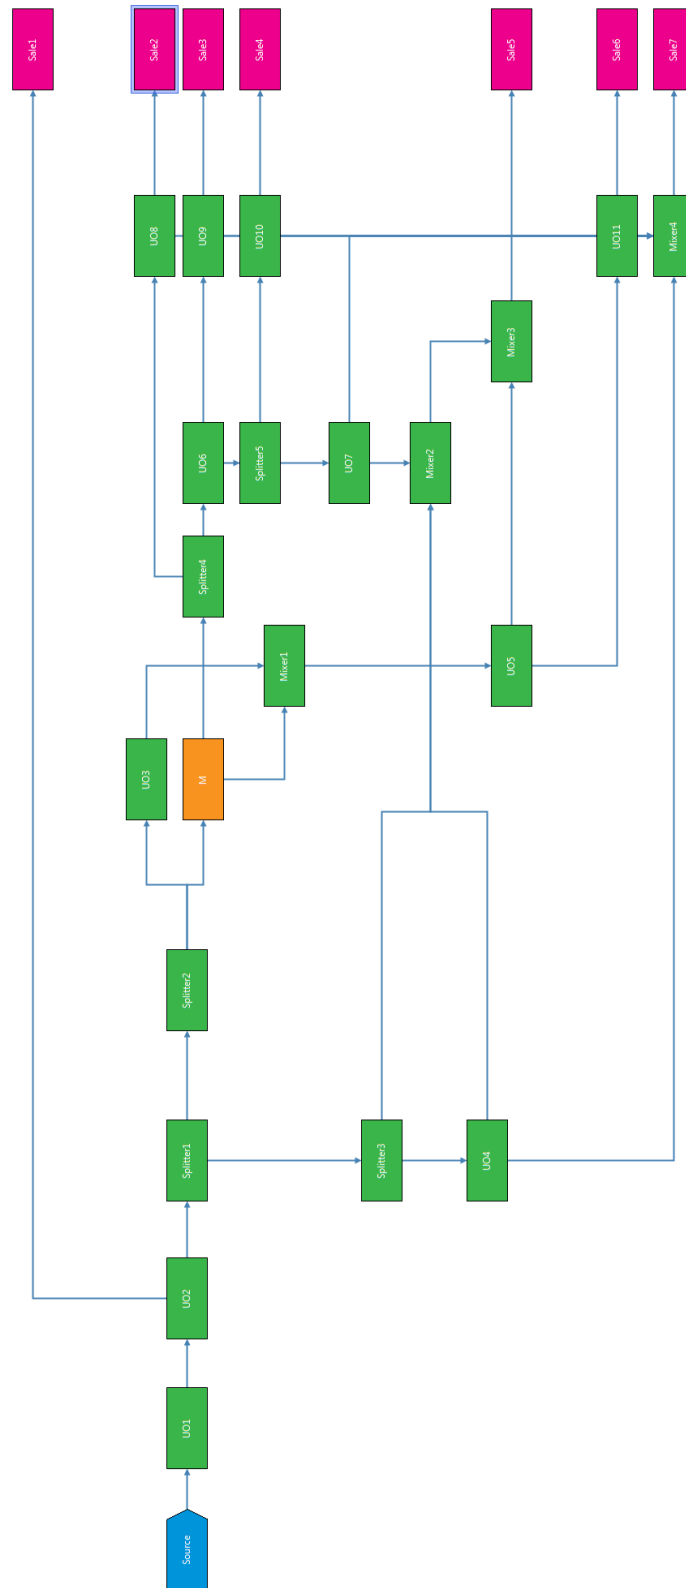 Sale1
Sale2
Sale3
Sale4
Sale5
Sale6
Sale7
UO8
UO9
UO10
UO11
Mixer4
Mixer3
UO6
Splitter5
UO7
Mixer2
Splitter4
Mixer1
UO5
UO3
M
Splitter2
Splitter1
Splitter3
UO4
UO2
UO1
Source